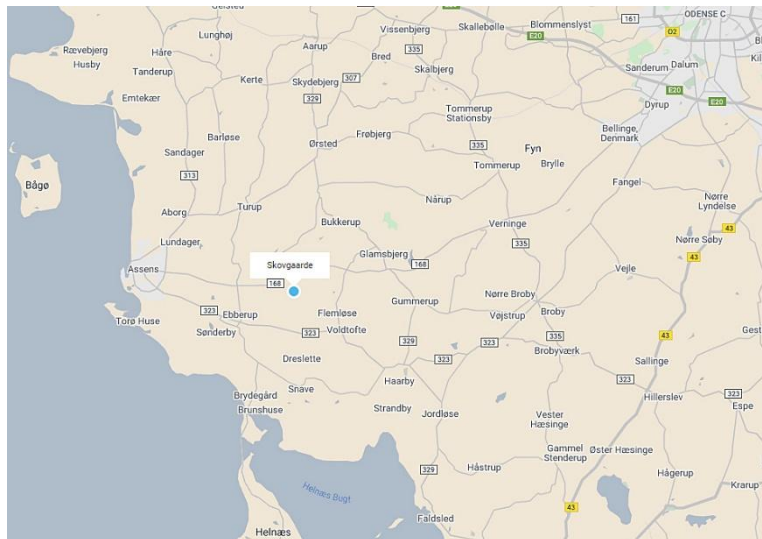 Gelsted
Lunghøj
Vissenbjerg
Skallebølle
Blommenslyst
161
ODENSE C
E20
O2
Rævebjerg
Husby
Håre
Aarup
335
Bred
Skalbjerg
Sanderum
Dalum
Tanderup
Kerte
Skydebjerg
307
329
E20
E20
Emtekær
Tommerup
Stationsby
Dyrup
Barløse
Frøbjerg
Bellinge,
Denmark
Ørsted
335
Fyn
Sandager
Tommerup
Brylle
313
Bågø
Fangel
Nårup
Nørre
Lyndelse
Aborg
Turup
Bukkerup
Verninge
43
Lundager
335
Nørre Søby
Glamsbjerg
43
Skovgaarde
168
Assens
Vejle
168
Gummerup
Nørre Broby
Torø Huse
323
Ebberup
Flemløse
Vøjstrup
Broby
Sønderby
323
Voldtofte
329
323
335
43
Gest
Dreslette
323
Brobyværk
Sallinge
Haarby
323
Snave
Brydegård
Hillerslev
323
Brunshuse
Strandby
Jordløse
Espe
Vester
Hæsinge
Gammel
Stenderup
Øster Hæsinge
329
Håstrup
Hågerup
Krarup
Helnæs Bugt
43
Faldsled
Helnæs